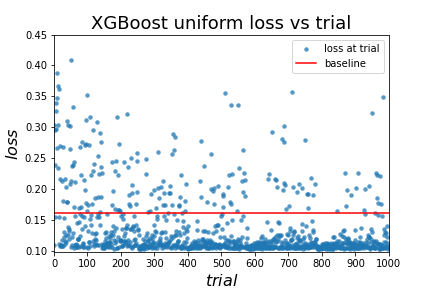 XGBoost uniform loss vs trial
0.45
0.40
0.35
0.30
0.25
0.20
0.15
0.10
loss
loss at trial
baseline
0 100 200 300 400 500 600 700 800 900 1000
trial